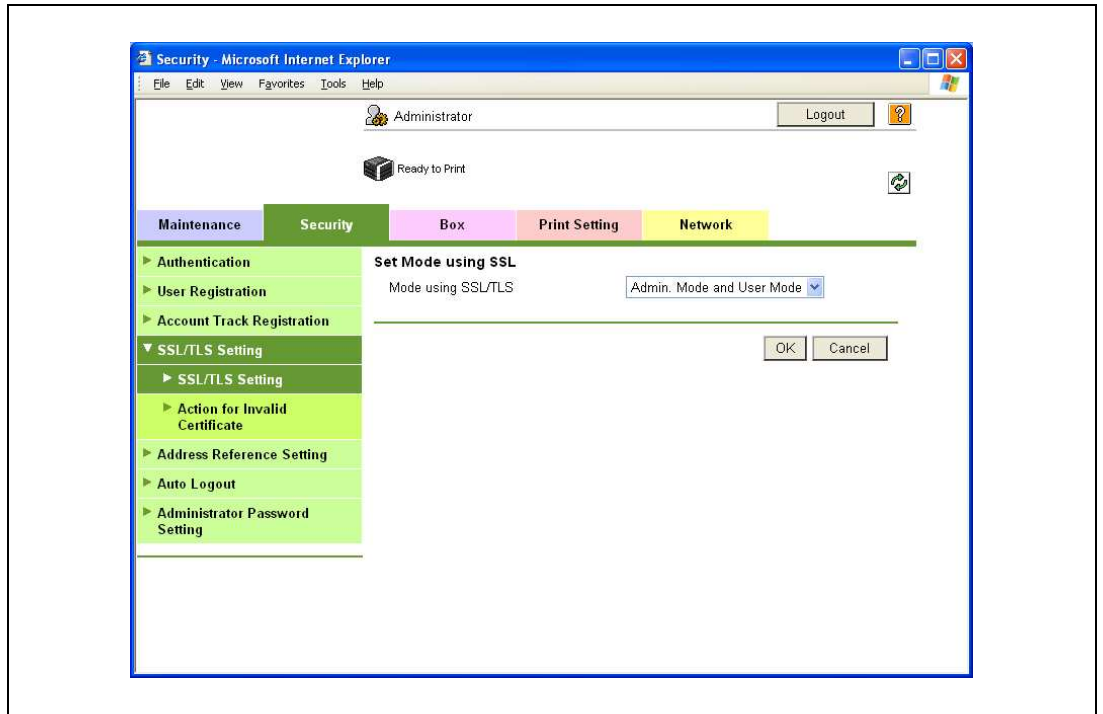 Security - Microsoft Internet Explorer
File Edit View Favorites Tools Help
Administrator
Logout
?
Ready to Print
Maintenance Security Box Print Setting Network
Authentication
User Registration
Account Track Registration
SSL/TLS Setting
SSL/TLS Setting
Action for Invalid
Certificate
Address Reference Setting
Auto Logout
Administrator Password
Setting
Set Mode using SSL
Mode using SSL/TLS Admin. Mode and User Mode
OK Cancel